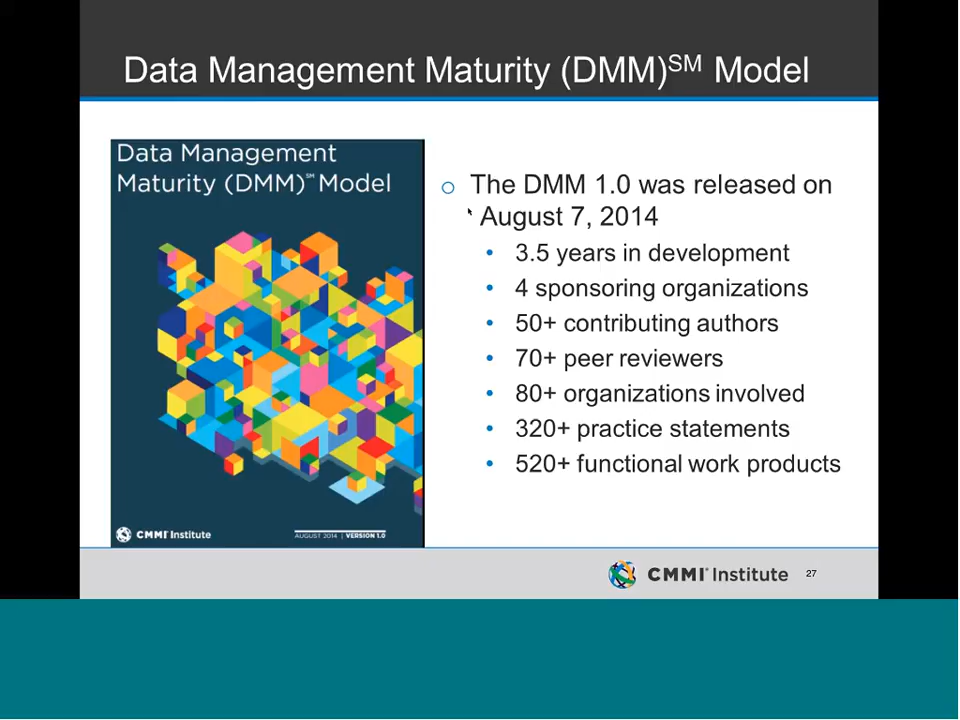 Data Management Maturity (DMM)SM Model
Data Management
Maturity (DMM)℠ Model
CMMI® Institute
AUGUST 2014 | VERSION 1.0
o The DMM 1.0 was released on
August 7, 2014
• 3.5 years in development
• 4 sponsoring organizations
• 50+ contributing authors
• 70+ peer reviewers
• 80+ organizations involved
• 320+ practice statements
• 520+ functional work products
CMMI® Institute
27